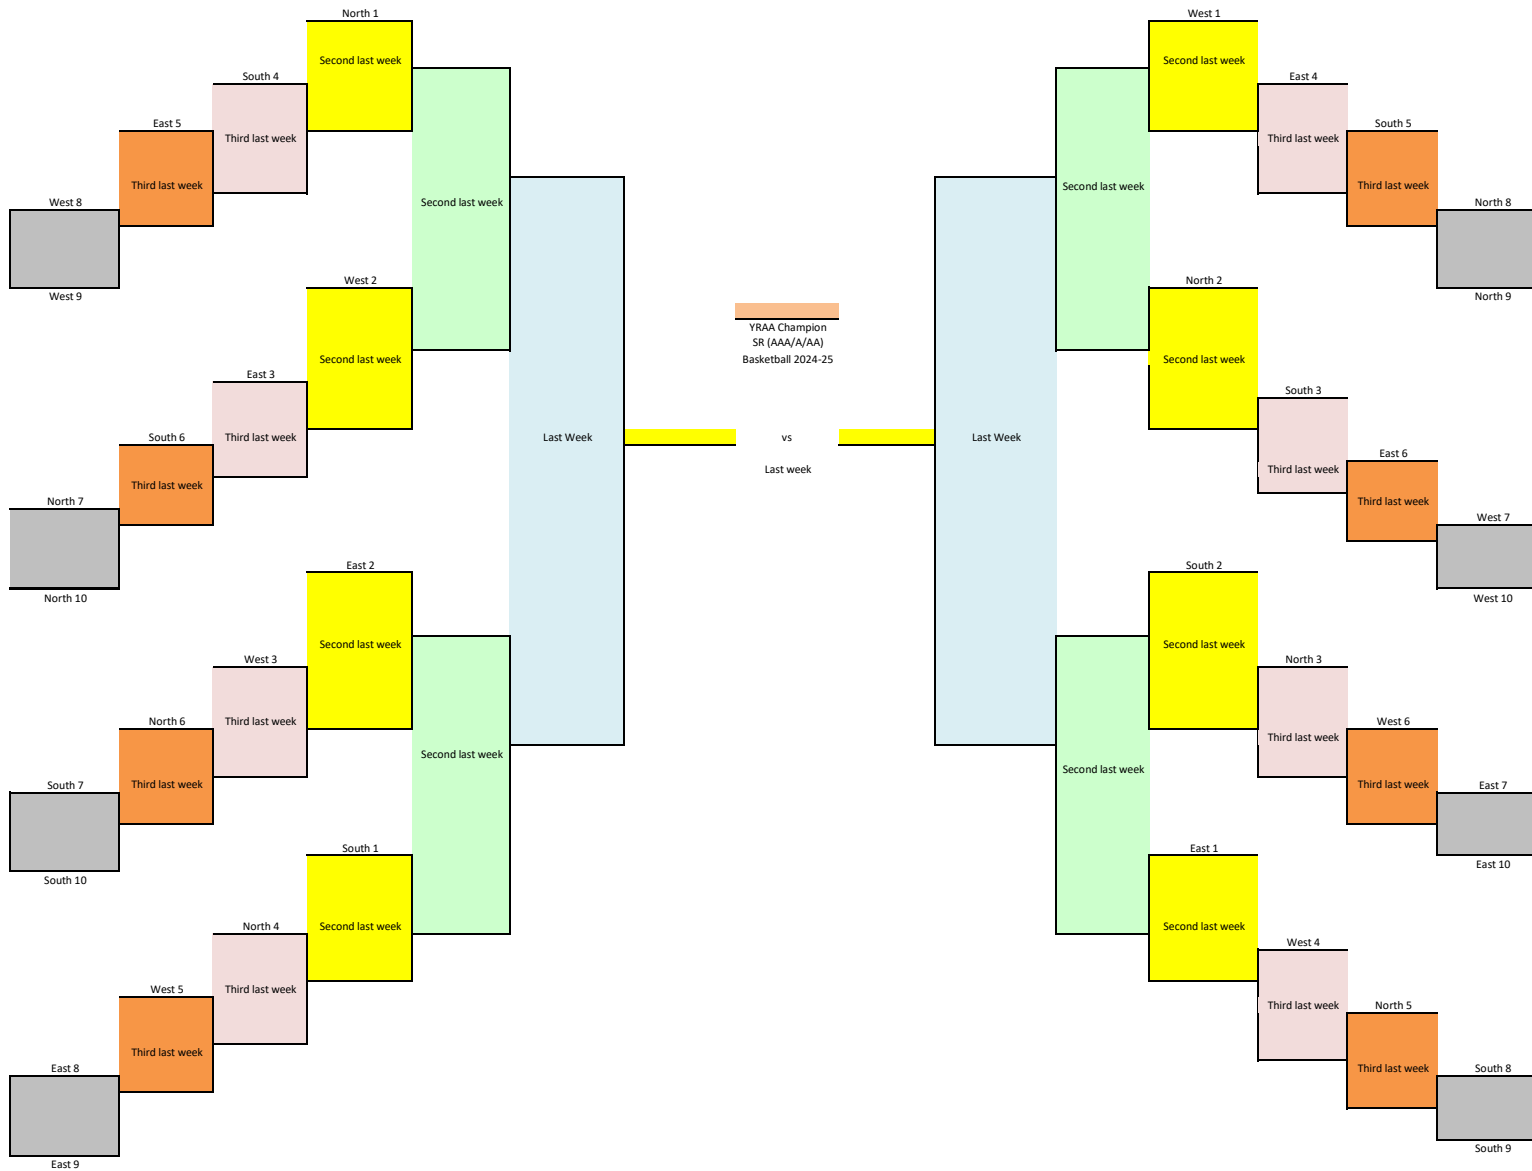 North 1
Second last week
South 4
Third last week
East 5
Third last week
West 8
West 9
Second last week
West 2
Second last week
East 3
Third last week
South 6
Third last week
North 7
North 10
Last Week
East 2
Second last week
West 3
Third last week
North 6
Third last week
South 7
South 10
Second last week
South 1
Second last week
North 4
Third last week
West 5
Third last week
East 8
East 9
YRAA Champion
SR (AAA/A/AA)
Basketball 2024-25
vs
Last week
West 1
Second last week
East 4
Third last week
South 5
Third last week
North 8
North 9
Second last week
North 2
Second last week
South 3
Third last week
East 6
Third last week
West 7
West 10
Last Week
South 2
Second last week
North 3
Third last week
West 6
Third last week
East 7
East 10
Second last week
East 1
Second last week
West 4
Third last week
North 5
Third last week
South 8
South 9